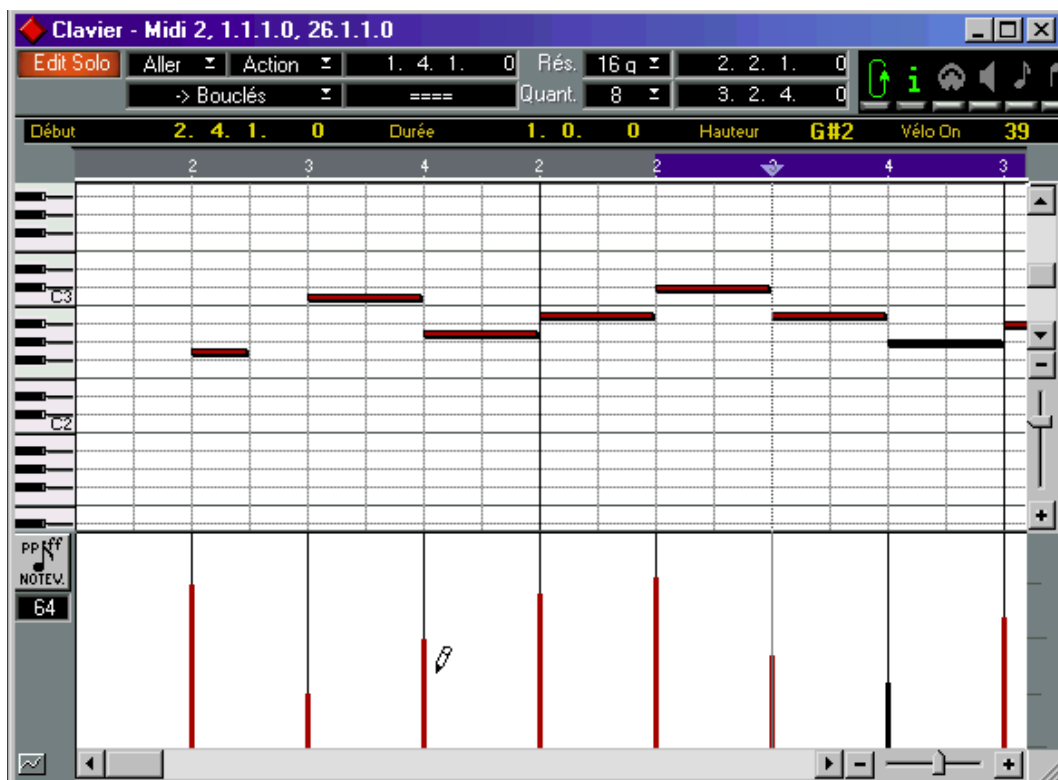 Clavier - Midi 2, 1.1.1.0, 26.1.1.0
Edit Solo Aller Action 1. 4. 1. 0 Rés. 16 q 2. 2. 1. 0
-> Bouclés ==== Quant. 8 3. 2. 4. 0
Début 2. 4. 1. 0 Durée 1. 0. 0 Hauteur G#2 Vélo On 39
2 3 4 2 2 3 4 3
C3
C2
PP ff
NOTEV.
64